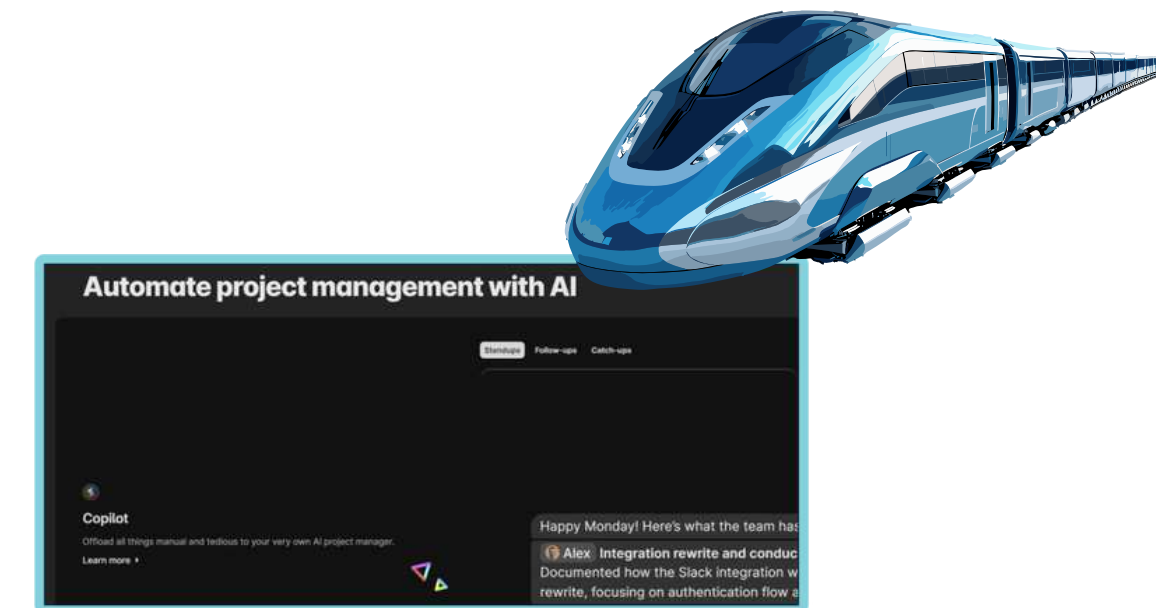 Automate project management with AI
Standups Follow-ups Catch-ups
Copilot
Offload all things manual and tedious to your very own AI project manager.
Learn more
Happy Monday! Here's what the team has
Alex Integration rewrite and conduc
Documented how the Slack integration w
rewrite, focusing on authentication flow a